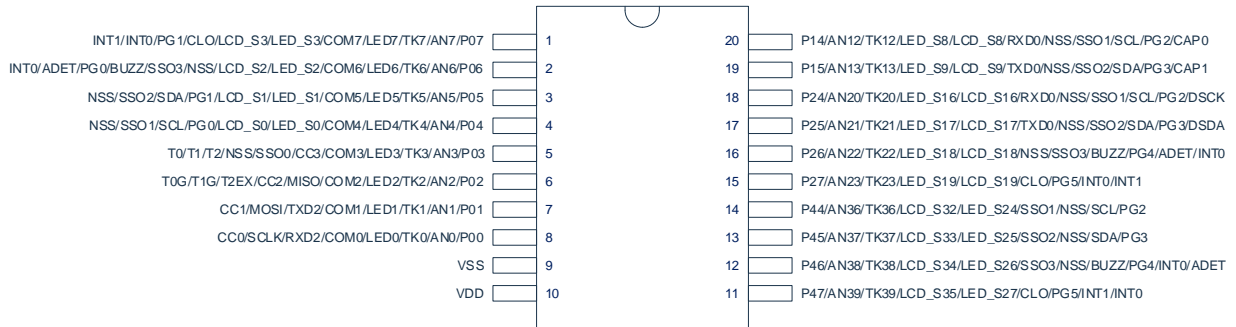 INT1/INT0/PG1/CLO/LCD_S3/LED_S3/COM7/LED7/TK7/AN7/P07 1 20 P14/AN12/TK12/LED_S8/LCD_S8/RXD0/NSS/SSO1/SCL/PG2/CAP0
INT0/ADET/PG0/BUZZ/SSO3/NSS/LCD_S2/LED_S2/COM6/LED6/TK6/AN6/P06 2 19 P15/AN13/TK13/LED_S9/LCD_S9/TXD0/NSS/SSO2/SDA/PG3/CAP1
NSS/SSO2/SDA/PG1/LCD_S1/LED_S1/COM5/LED5/TK5/AN5/P05 3 18 P24/AN20/TK20/LED_S16/LCD_S16/RXD0/NSS/SSO1/SCL/PG2/DSCK
NSS/SSO1/SCL/PG0/LCD_S0/LED_S0/COM4/LED4/TK4/AN4/P04 4 17 P25/AN21/TK21/LED_S17/LCD_S17/TXD0/NSS/SSO2/SDA/PG3/DSDA
T0/T1/T2/NSS/SSO0/CC3/COM3/LED3/TK3/AN3/P03 5 16 P26/AN22/TK22/LED_S18/LCD_S18/NSS/SSO3/BUZZ/PG4/ADET/INT0
T0G/T1G/T2EX/CC2/MISO/COM2/LED2/TK2/AN2/P02 6 15 P27/AN23/TK23/LED_S19/LCD_S19/CLO/PG5/INT0/INT1
CC1/MOSI/TXD2/COM1/LED1/TK1/AN1/P01 7 14 P44/AN36/TK36/LCD_S32/LED_S24/SSO1/NSS/SCL/PG2
CC0/SCLK/RXD2/COM0/LED0/TK0/AN0/P00 8 13 P45/AN37/TK37/LCD_S33/LED_S25/SSO2/NSS/SDA/PG3
VSS 9 12 P46/AN38/TK38/LCD_S34/LED_S26/SSO3/NSS/BUZZ/PG4/INT0/ADET
VDD 10 11 P47/AN39/TK39/LCD_S35/LED_S27/CLO/PG5/INT1/INT0